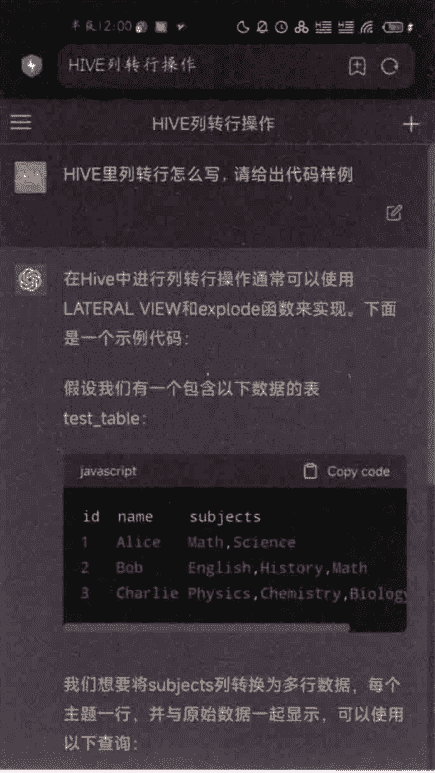 半夜12:00
HIVE列转行操作
HIVE列转行操作
HIVE里列转行怎么写，请给出代码样例
在Hive中进行列转行操作通常可以使用
LATERAL VIEW和explode函数来实现。下面
是一个示例代码：
假设我们有一个包含以下数据的表
test_table：
javascript Copy code
id name subjects
1 Alice Math,Science
2 Bob English,History,Math
3 Charlie Physics,Chemistry,Biology
我们想要将subjects列转换为多行数据，每个
主题一行，并与原始数据一起显示，可以使用
以下查询：